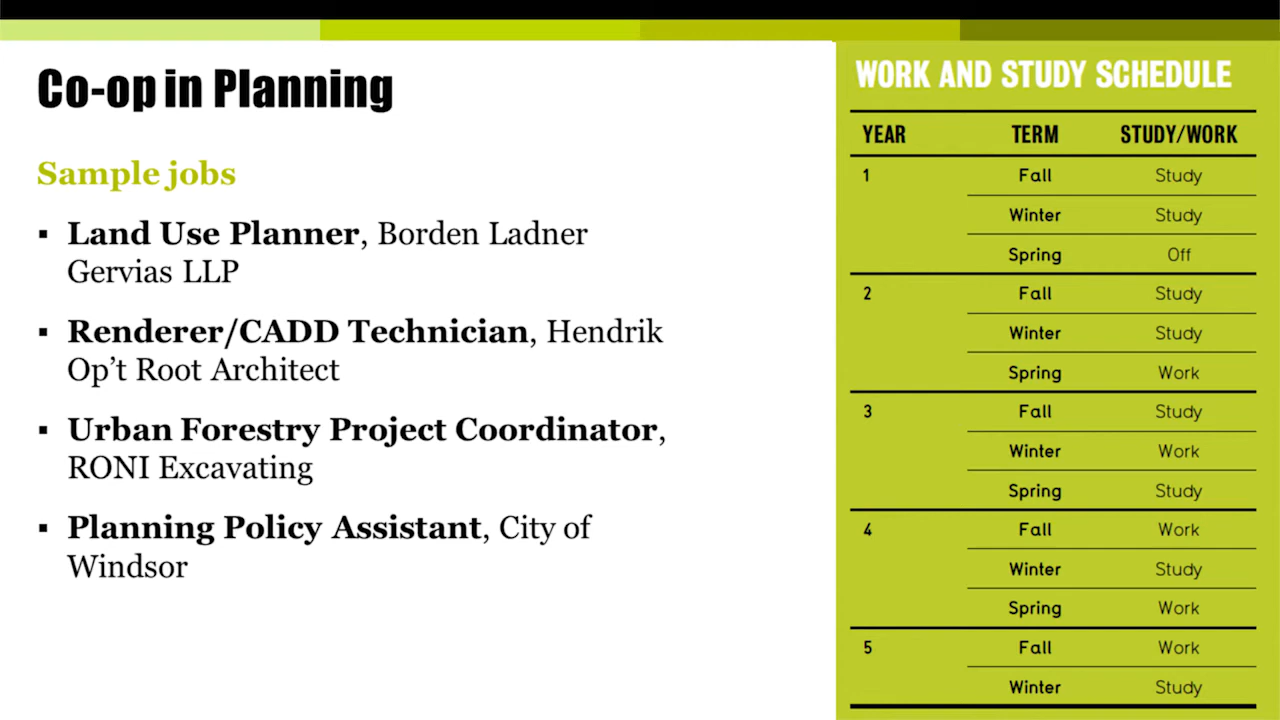 Co-op in Planning
Sample jobs
▪ Land Use Planner, Borden Ladner
Gervias LLP
▪ Renderer/CADD Technician, Hendrik
Op’t Root Architect
▪ Urban Forestry Project Coordinator,
RONI Excavating
▪ Planning Policy Assistant, City of
Windsor
WORK AND STUDY SCHEDULE
YEAR TERM STUDY/WORK
1 Fall Study
Winter Study
Spring Off
2 Fall Study
Winter Study
Spring Work
3 Fall Study
Winter Work
Spring Study
4 Fall Work
Winter Study
Spring Work
5 Fall Work
Winter Study